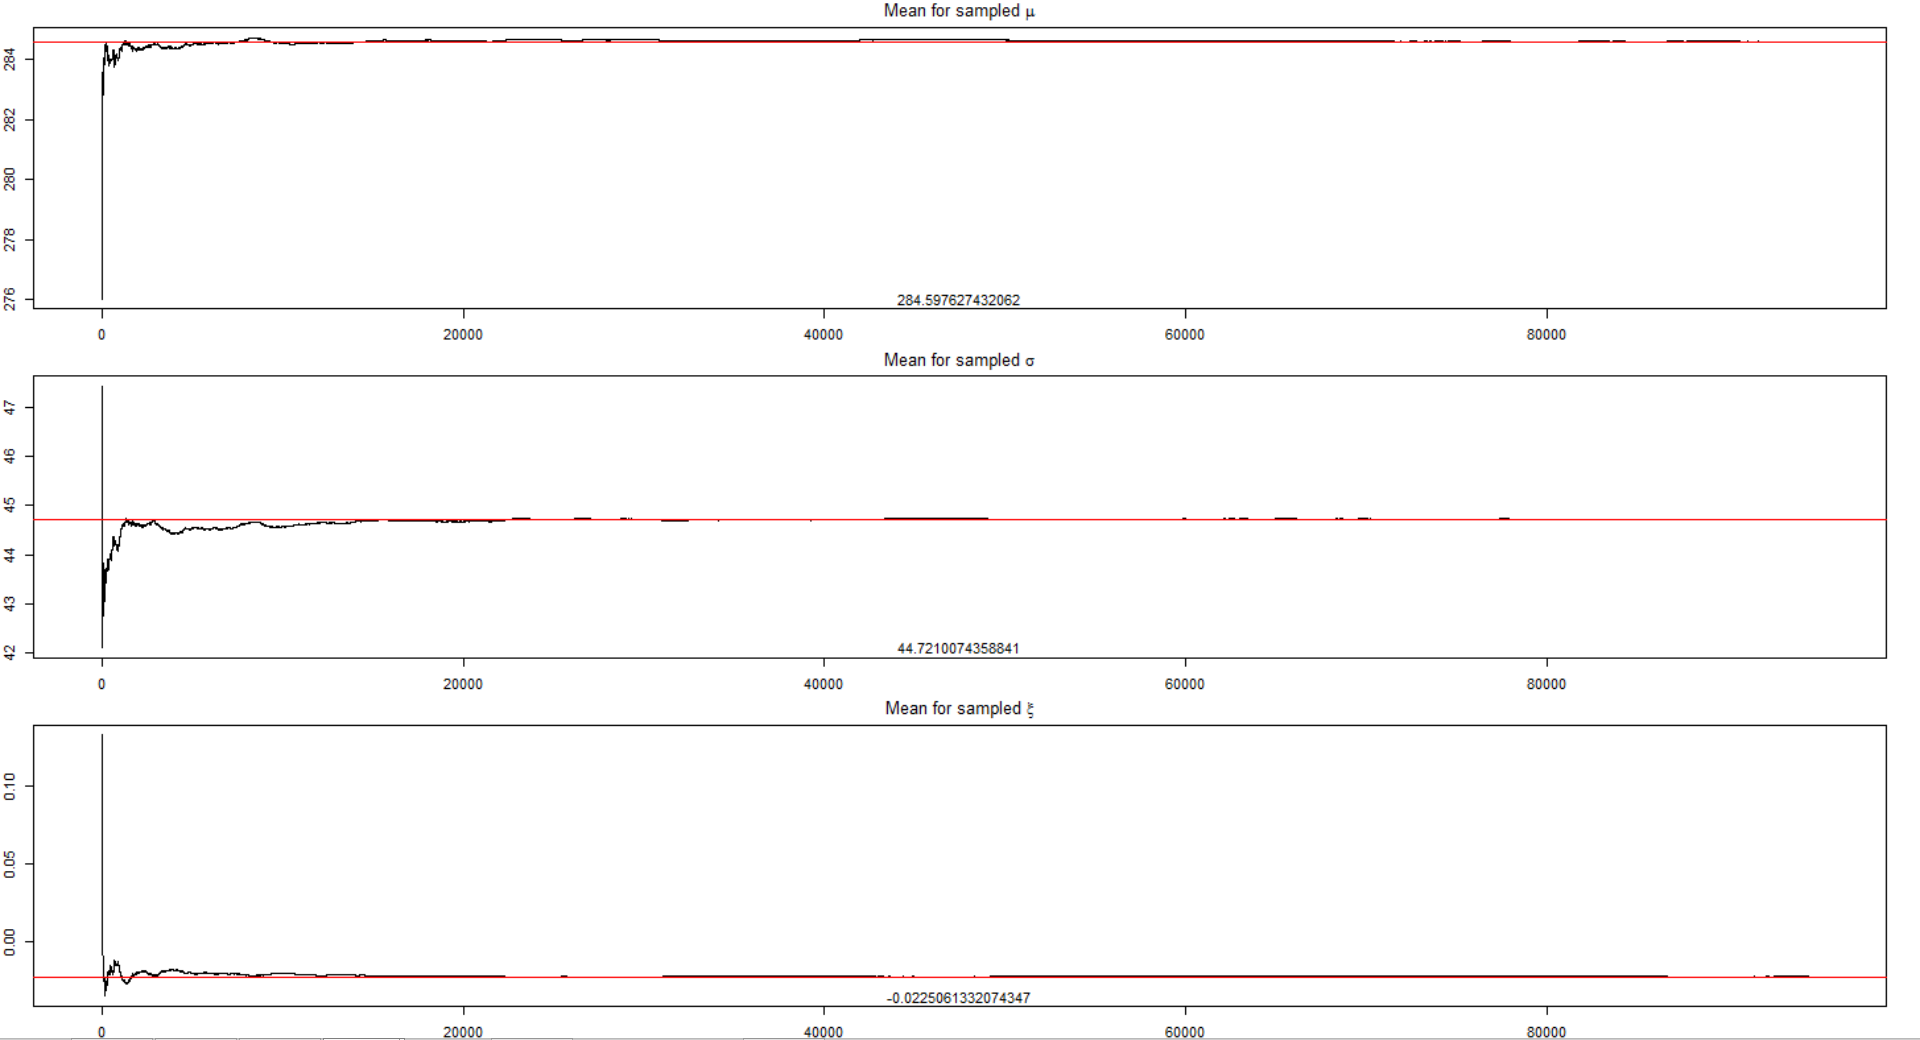 Mean for sampled μ
284
282
280
278
276
284.597627432062
0 20000 40000 60000 80000
Mean for sampled σ
47
46
45
44
43
42
44.7210074358841
0 20000 40000 60000 80000
Mean for sampled ξ
0.10
0.05
0.00
-0.0225061332074347
0 20000 40000 60000 80000